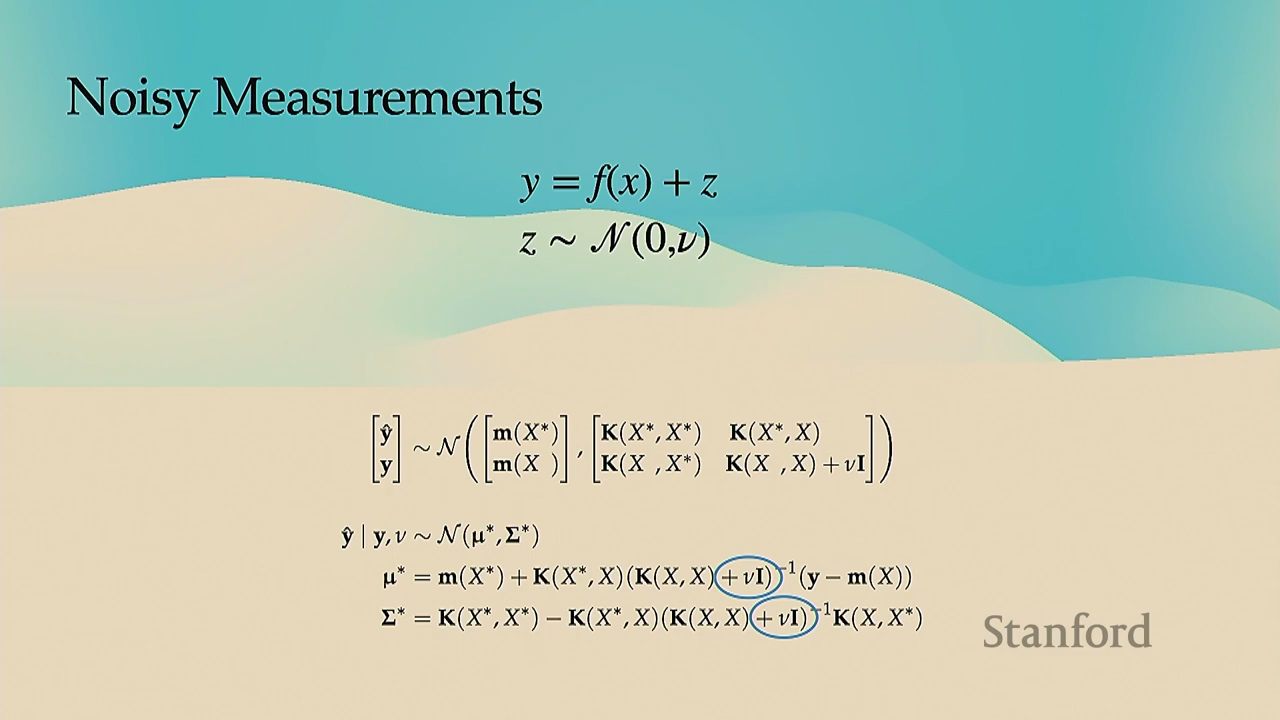 Noisy Measurements
y = f(x) + z
z ∼ 𝒩(0,ν)
[ŷ y] ∼ 𝒩([m(X*) m(X )], [K(X*,X*) K(X*,X) K(X ,X*) K(X ,X) + νI])
ŷ | y, ν ∼ 𝒩(μ*, Σ*)
μ* = m(X*) + K(X*, X)(K(X, X) + νI)⁻¹(y − m(X))
Σ* = K(X*, X*) − K(X*, X)(K(X, X) + νI)⁻¹K(X, X*)
Stanford